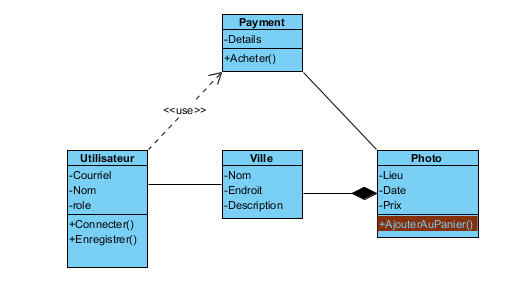 Payment
-Details
+Acheter()
<<use>>
Utilisateur
-Courriel
-Nom
-role
+Connecter()
+Enregistrer()
Ville
-Nom
-Endroit
-Description
Photo
-Lieu
-Date
-Prix
+AjouterAuPanier()